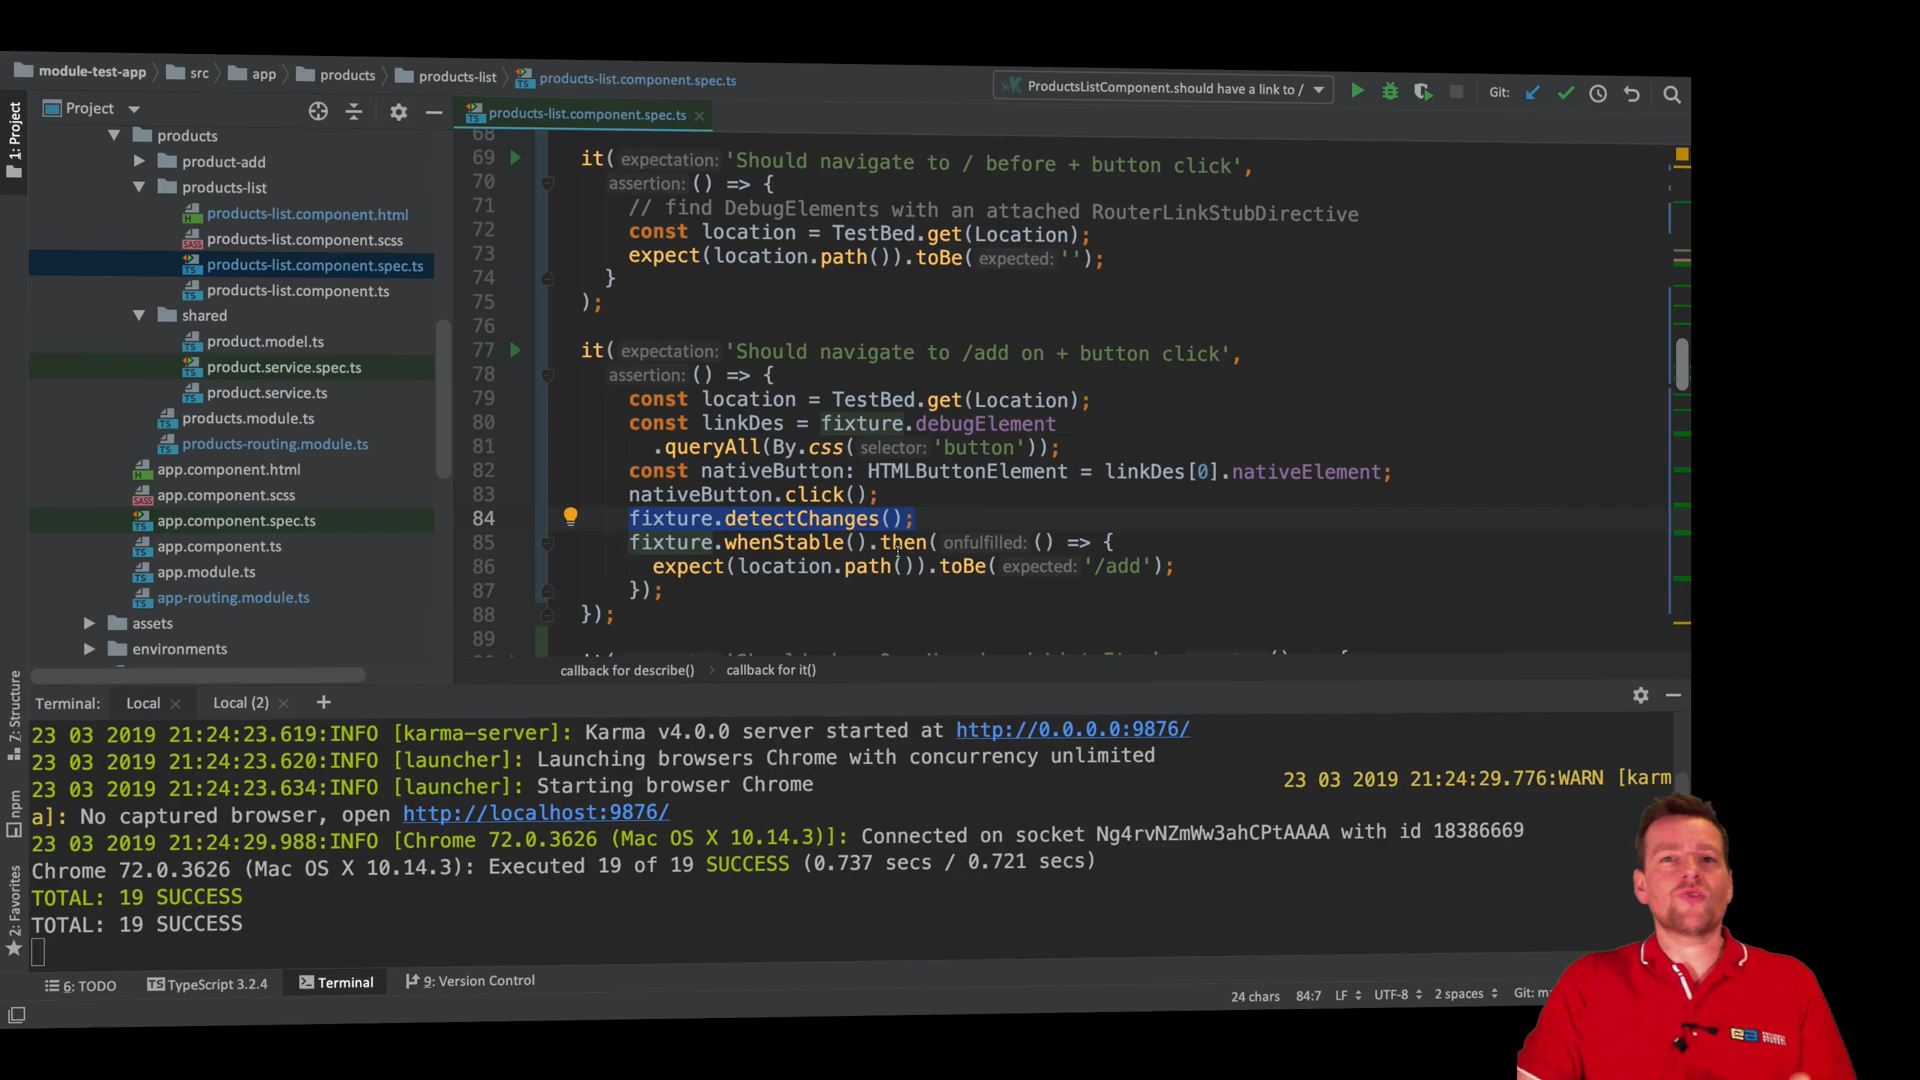 module-test-app
src
app
products
products-list
products-list.component.spec.ts
ProductsListComponent.should have a link to /
Git:
1: Project
Project
products-list.component.spec.ts
products
product-add
products-list
products-list.component.html
products-list.component.scss
products-list.component.spec.ts
products-list.component.ts
shared
product.model.ts
product.service.spec.ts
product.service.ts
products.module.ts
products-routing.module.ts
app.component.html
app.component.scss
app.component.spec.ts
app.component.ts
app.module.ts
app-routing.module.ts
assets
environments
68
69 it( expectation: 'Should navigate to / before + button click',
70 assertion: () => {
71 // find DebugElements with an attached RouterLinkStubDirective
72 const location = TestBed.get(Location);
73 expect(location.path()).toBe( expected: '');
74 }
75 );
76
77 it( expectation: 'Should navigate to /add on + button click',
78 assertion: () => {
79 const location = TestBed.get(Location);
80 const linkDes = fixture.debugElement
81 .queryAll(By.css( selector: 'button'));
82 const nativeButton: HTMLButtonElement = linkDes[0].nativeElement;
83 nativeButton.click();
84 fixture.detectChanges();
85 fixture.whenStable().then( onfulfilled: () => {
86 expect(location.path()).toBe( expected: '/add');
87 });
88 });
89
callback for describe()
callback for it()
Terminal: Local Local (2) +
23 03 2019 21:24:23.619:INFO [karma-server]: Karma v4.0.0 server started at http://0.0.0.0:9876/
23 03 2019 21:24:23.620:INFO [launcher]: Launching browsers Chrome with concurrency unlimited
23 03 2019 21:24:23.634:INFO [launcher]: Starting browser Chrome
23 03 2019 21:24:29.776:WARN [karm
a]: No captured browser, open http://localhost:9876/
23 03 2019 21:24:29.988:INFO [Chrome 72.0.3626 (Mac OS X 10.14.3)]: Connected on socket Ng4rvNZmWw3ahCPtAAAA with id 18386669
Chrome 72.0.3626 (Mac OS X 10.14.3): Executed 19 of 19 SUCCESS (0.737 secs / 0.721 secs)
TOTAL: 19 SUCCESS
TOTAL: 19 SUCCESS
7: Structure
npm
2: Favorites
6: TODO
TypeScript 3.2.4
Terminal
9: Version Control
24 chars
84:7
LF
UTF-8
2 spaces
Git: